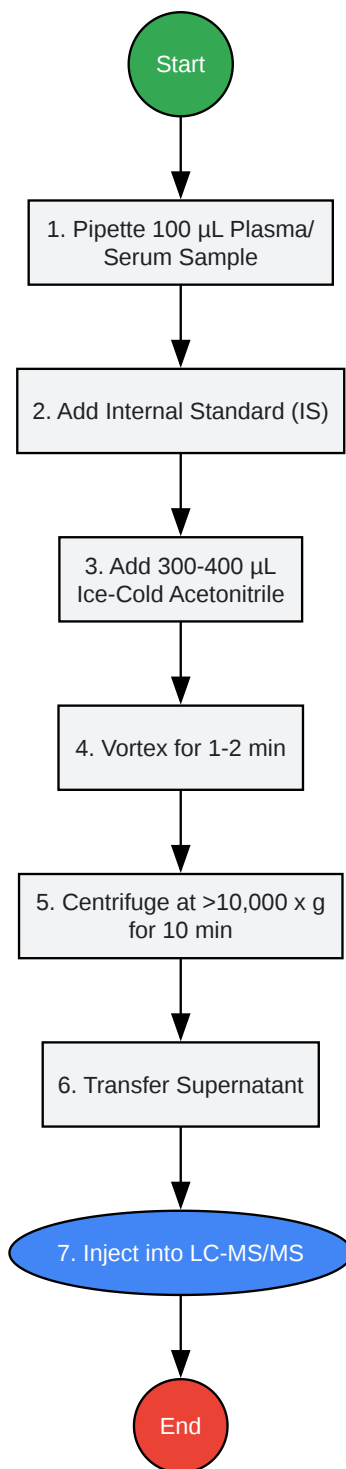 Start
1. Pipette 100 µL Plasma/
Serum Sample
2. Add Internal Standard (IS)
3. Add 300-400 µL
Ice-Cold Acetonitrile
4. Vortex for 1-2 min
5. Centrifuge at >10,000 x g
for 10 min
6. Transfer Supernatant
7. Inject into LC-MS/MS
End